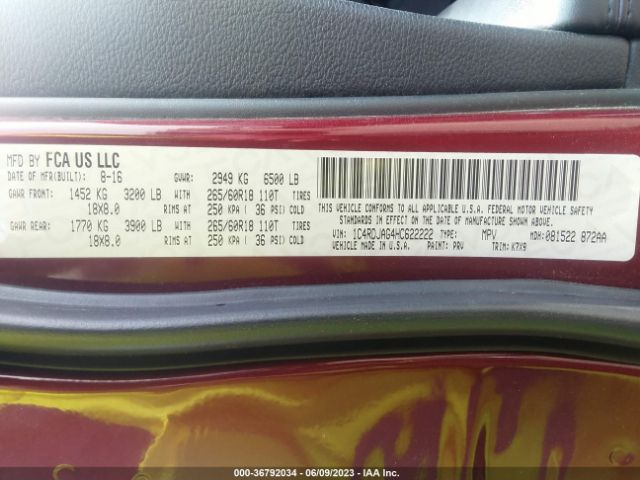 MFD BY FCA US LLC
DATE OF MFR(BUILT): 8-16 GVWR: 2949 KG 6500 LB
GAWR FRONT: 1452 KG 3200 LB WITH 265/60R18 110T TIRES
18X8.0 RIMS AT 250 KPA ( 36 PSI) COLD
GAWR REAR: 1770 KG 3900 LB WITH 265/60R18 110T TIRES
18X8.0 RIMS AT 250 KPA ( 36 PSI) COLD
THIS VEHICLE CONFORMS TO ALL APPLICABLE U.S.A. FEDERAL MOTOR VEHICLE SAFETY
STANDARDS IN EFFECT ON THE DATE OF MANUFACTURE SHOWN ABOVE.
VIN: 1C4RDJAG4HC622222 TYPE: MPV MDH: 081522 872AA
VEHICLE MADE IN U.S.A. PAINT: PRV TRIM: K7X9
000-36792034 / 06/09/2023 / IAA Inc.